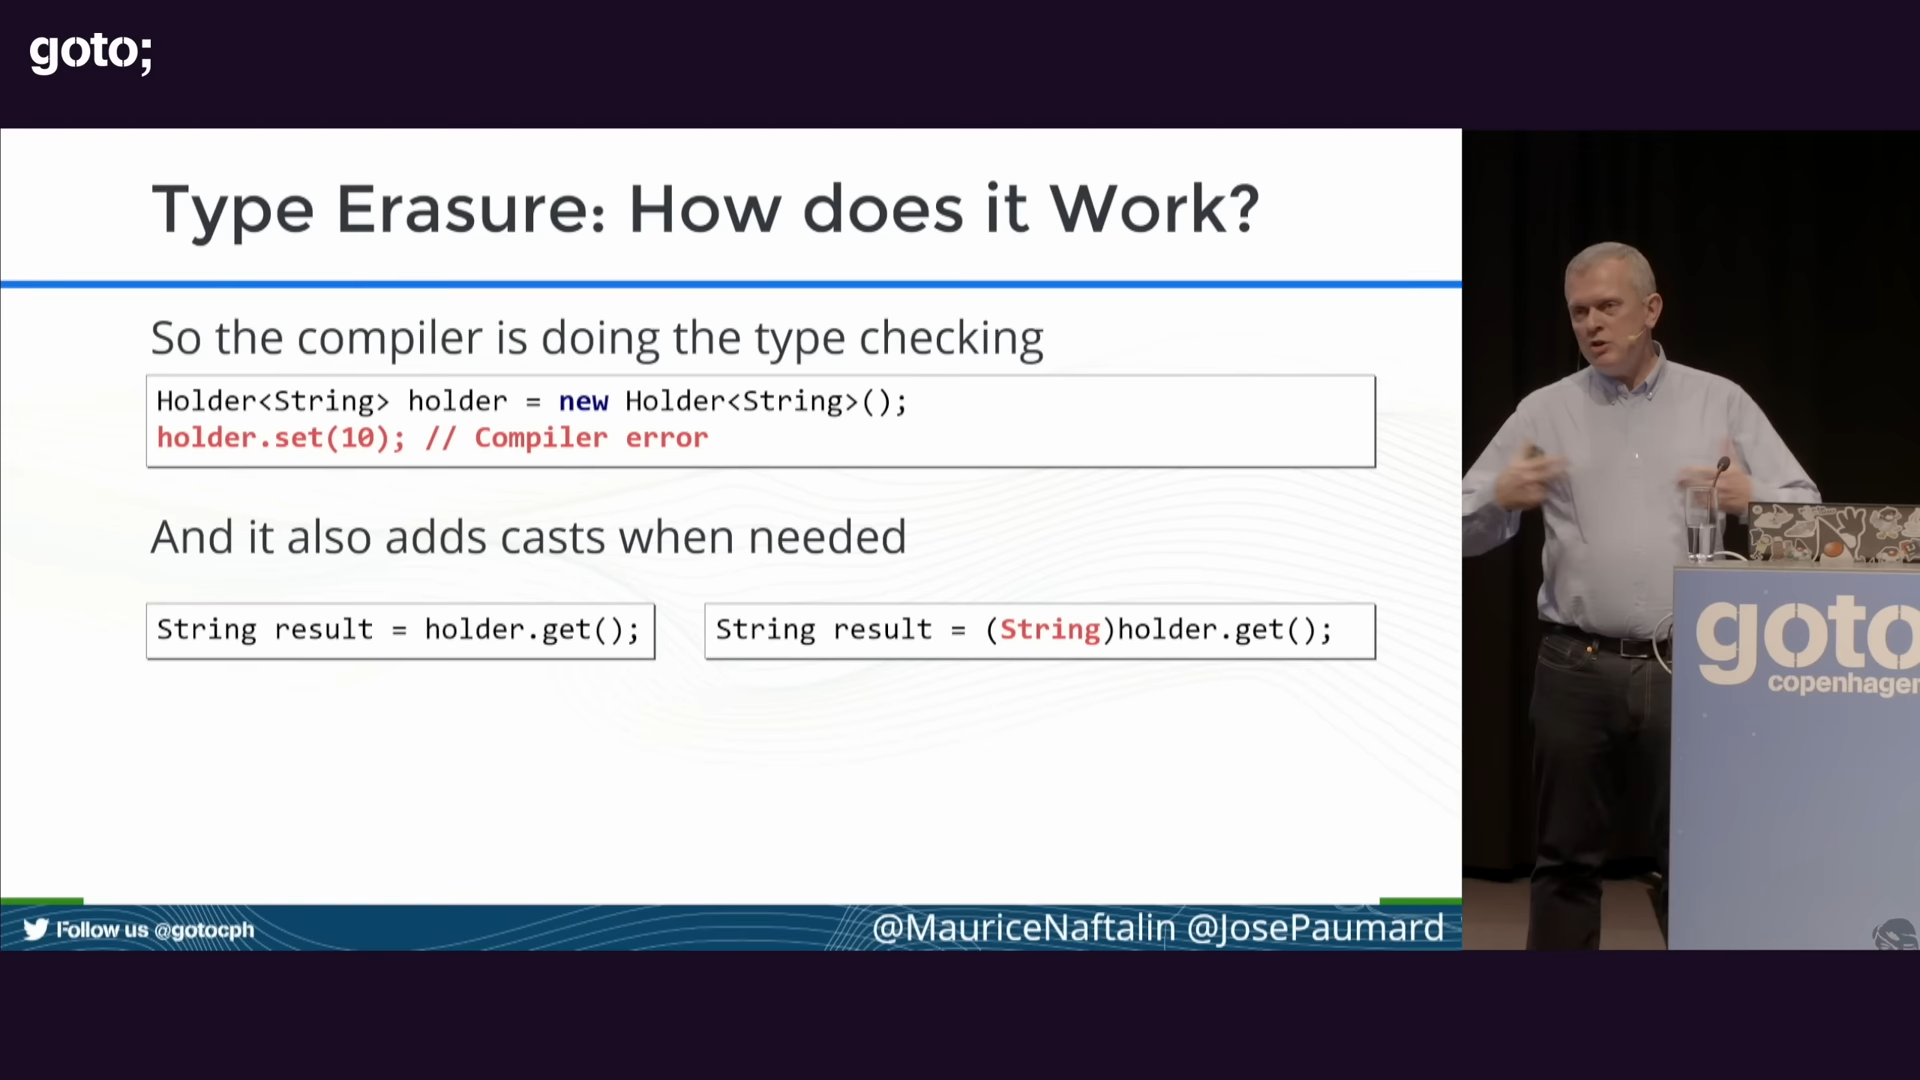 goto;
Type Erasure: How does it Work?
So the compiler is doing the type checking
Holder<String> holder = new Holder<String>();
holder.set(10); // Compiler error
And it also adds casts when needed
String result = holder.get();
String result = (String)holder.get();
Follow us @gotocph
@MauriceNaftalin @JosePaumard
goto
copenhagen